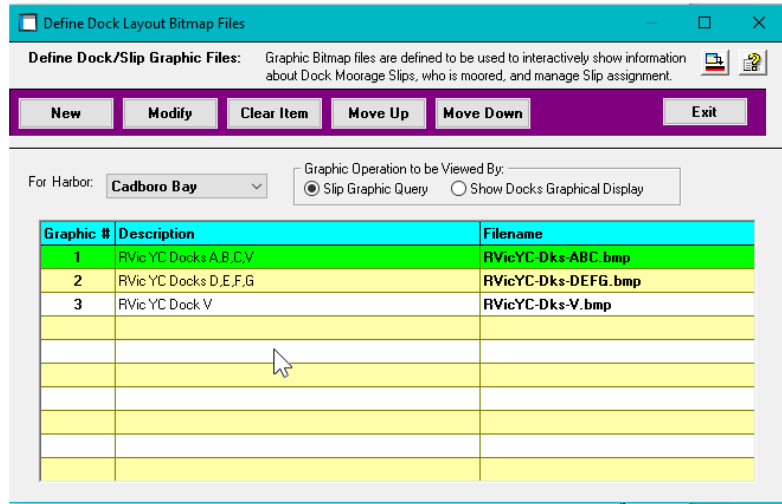 Define Dock Layout Bitmap Files
Define Dock/Slip Graphic Files: Graphic Bitmap files are defined to be used to interactively show information
about Dock Moorage Slips, who is moored, and manage Slip assignment.
New Modify Clear Item Move Up Move Down Exit
Graphic Operation to be Viewed By:
For Harbor: Cadboro Bay Slip Graphic Query Show Docks Graphical Display
Graphic # Description Filename
1 RVic YC Docks A,B,C,V RVicYC-Dks-ABC.bmp
2 RVic YC Docks D,E,F,G RVicYC-Dks-DEFG.bmp
3 RVic YC Dock V RVicYC-Dks-V.bmp